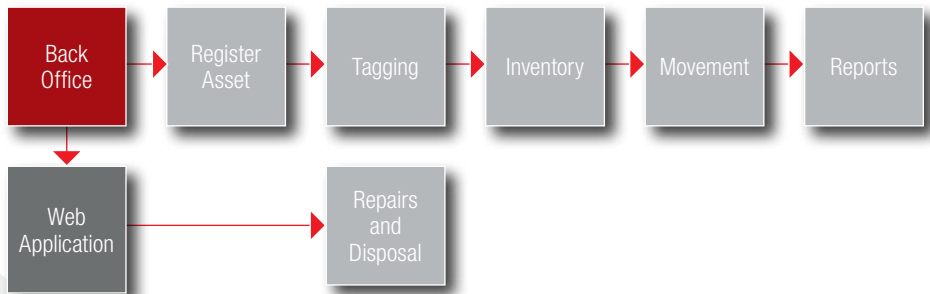 Back
Office
Register
Asset
Tagging
Inventory
Movement
Reports
Web
Application
Repairs
and
Disposal